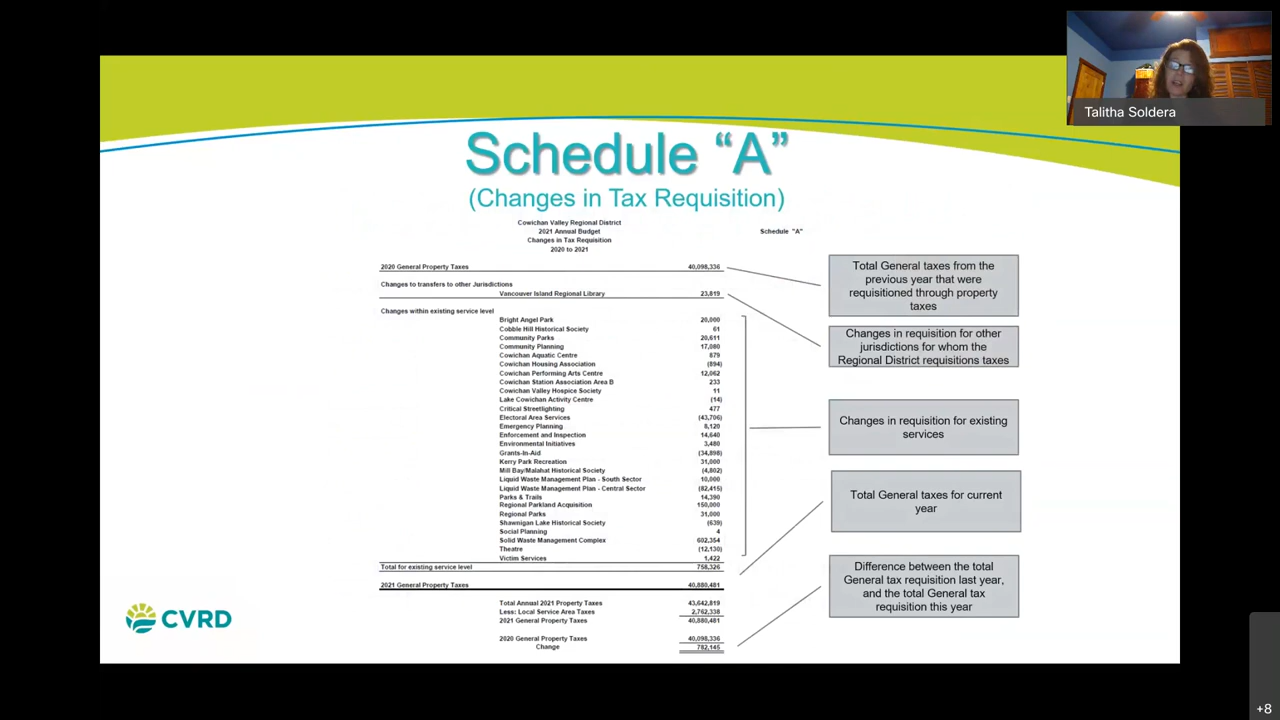 Talitha Soldera
Schedule “A”
(Changes in Tax Requisition)
Cowichan Valley Regional District
2021 Annual Budget
Schedule "A"
Changes in Tax Requisition
2020 to 2021
2020 General Property Taxes 40,098,336
Changes to transfers to other Jurisdictions
Vancouver Island Regional Library 23,819
Changes within existing service level
Bright Angel Park 20,000
Cobble Hill Historical Society 61
Community Parks 20,611
Community Planning 17,080
Cowichan Aquatic Centre 879
Cowichan Housing Association (894)
Cowichan Performing Arts Centre 12,062
Cowichan Station Association Area B 233
Cowichan Valley Hospice Society 11
Lake Cowichan Activity Centre (14)
Critical Streetlighting 477
Electoral Area Services (43,706)
Emergency Planning 8,120
Enforcement and Inspection 14,640
Environmental Initiatives 3,480
Grants-In-Aid (34,898)
Kerry Park Recreation 31,000
Mill Bay/Malahat Historical Society (4,802)
Liquid Waste Management Plan - South Sector 10,000
Liquid Waste Management Plan - Central Sector (82,415)
Parks & Trails 14,390
Regional Parkland Acquisition 150,000
Regional Parks 31,000
Shawnigan Lake Historical Society (639)
Social Planning 4
Solid Waste Management Complex 602,354
Theatre (12,130)
Victim Services 1,422
Total for existing service level 758,326
2021 General Property Taxes 40,880,481
Total Annual 2021 Property Taxes 43,642,819
Less: Local Service Area Taxes 2,762,338
2021 General Property Taxes 40,880,481
2020 General Property Taxes 40,098,336
Change 782,145
Total General taxes from the
previous year that were
requisitioned through property
taxes
Changes in requisition for other
jurisdictions for whom the
Regional District requisitions taxes
Changes in requisition for existing
services
Total General taxes for current
year
Difference between the total
General tax requisition last year,
and the total General tax
requisition this year
CVRD
+8